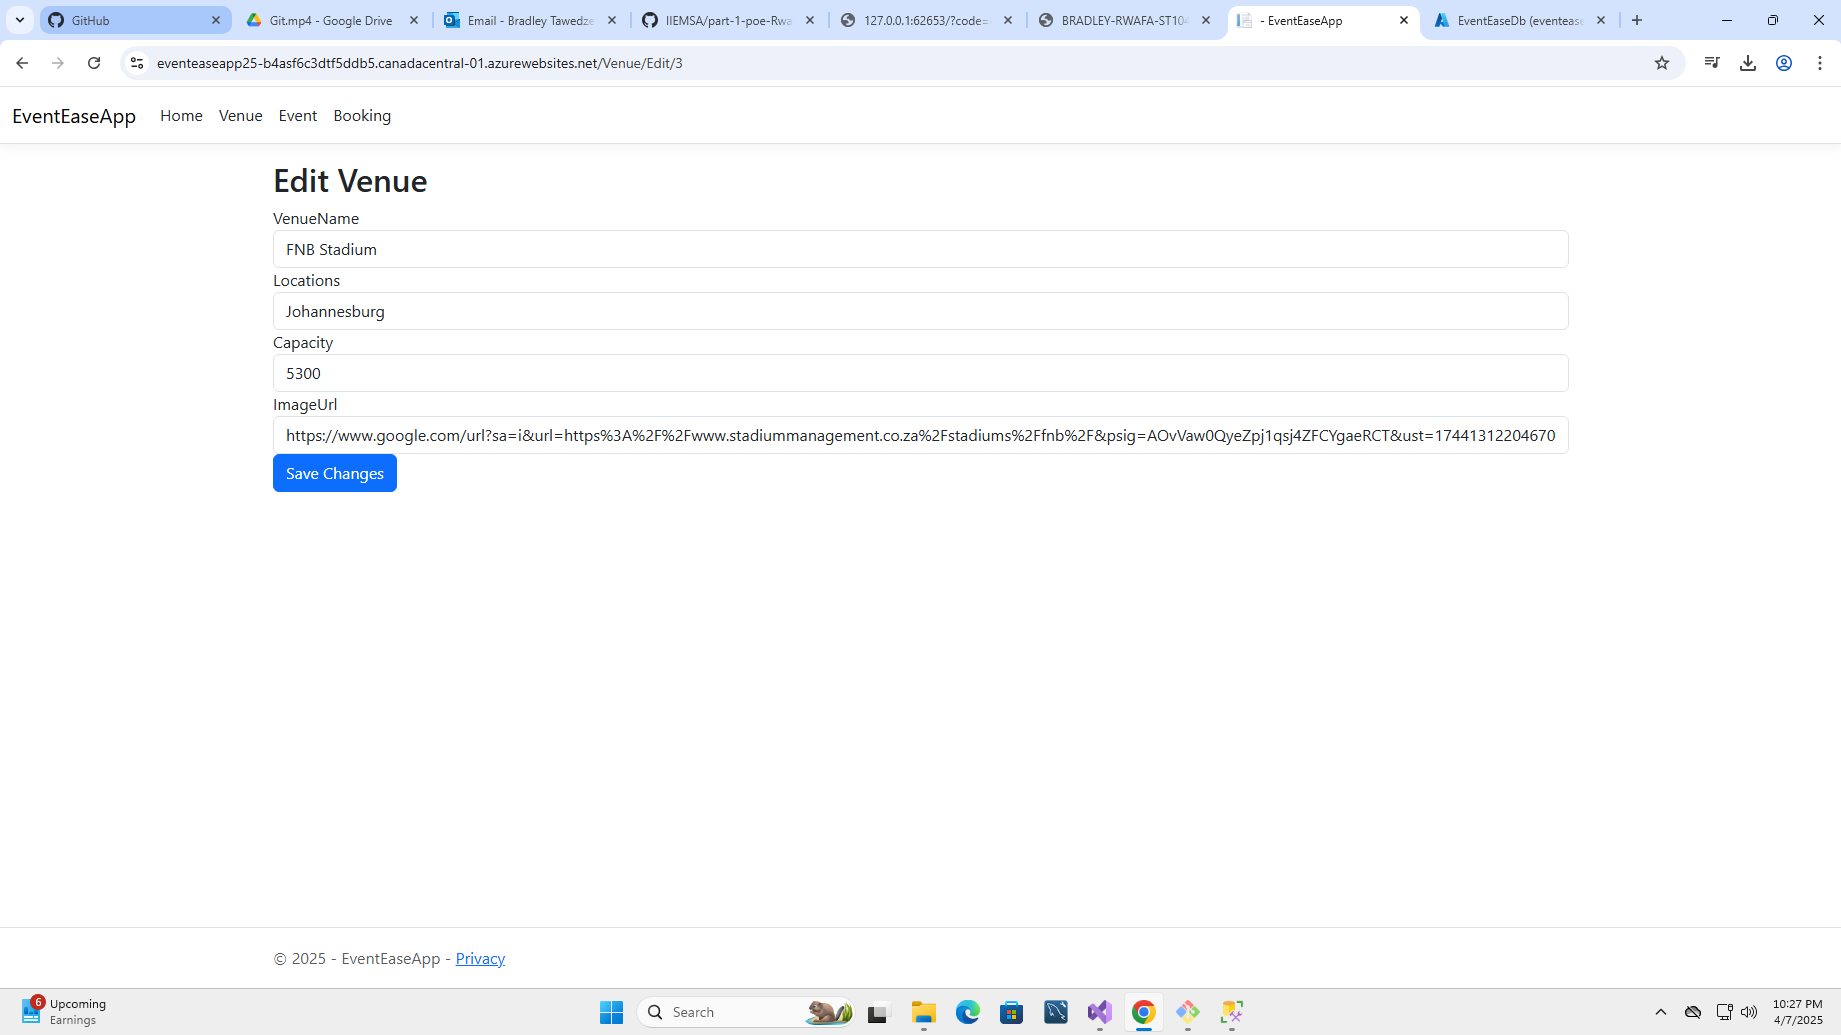 GitHub
Git.mp4 - Google Drive
Email - Bradley Tawedze
IIEMSA/part-1-poe-Rwa
127.0.0.1:62653/?code=
BRADLEY-RWAFA-ST104
- EventEaseApp
EventEaseDb (eventease
eventeaseapp25-b4asf6c3dtf5ddb5.canadacentral-01.azurewebsites.net/Venue/Edit/3
EventEaseApp
Home
Venue
Event
Booking
Edit Venue
VenueName
FNB Stadium
Locations
Johannesburg
Capacity
5300
ImageUrl
https://www.google.com/url?sa=i&url=https%3A%2F%2Fwww.stadiummanagement.co.za%2Fstadiums%2Ffnb%2F&psig=AOvVaw0QyeZpj1qsj4ZFCYgaeRCT&ust=17441312204670
Save Changes
© 2025 - EventEaseApp - Privacy
6
Upcoming
Earnings
Search
10:27 PM
4/7/2025